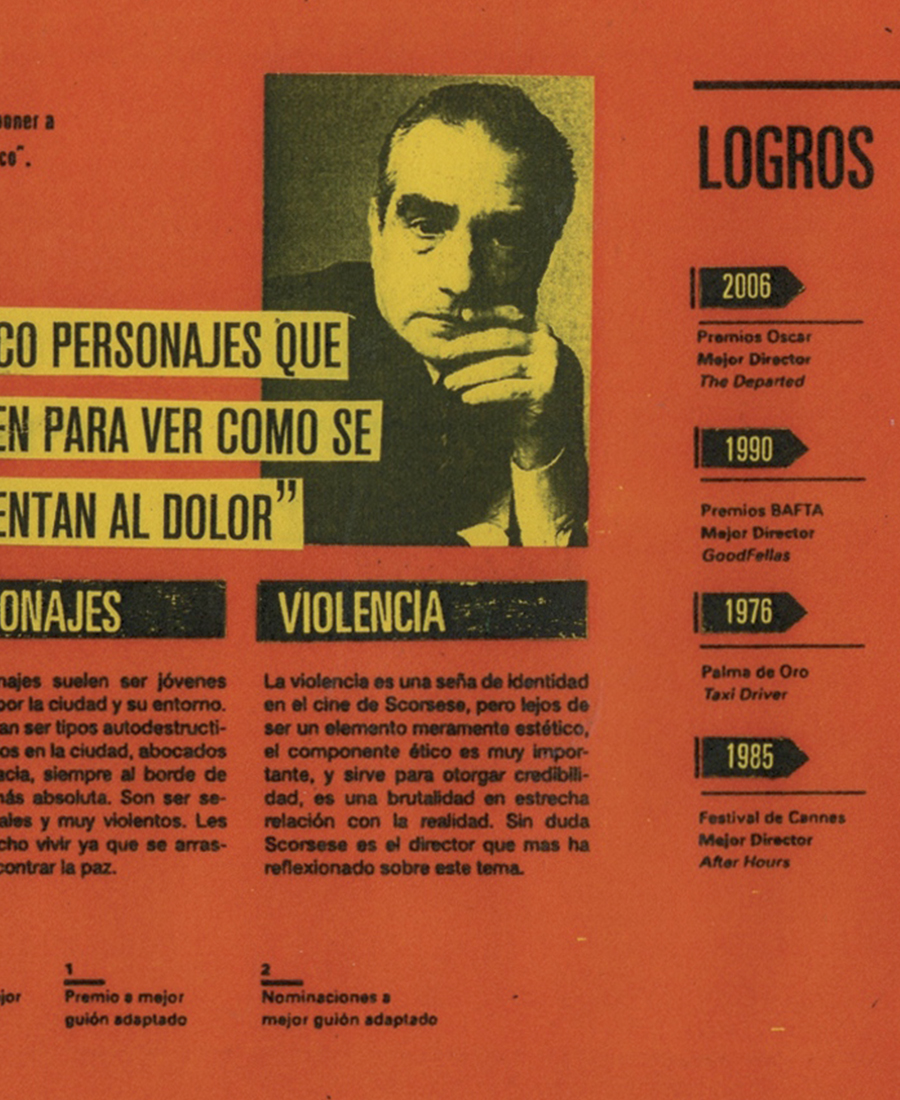 oner a
co".
CO PERSONAJES QUE
EN PARA VER COMO SE
ENTAN AL DOLOR”
ONAJES
najes suelen ser jóvenes
por la ciudad y su entorno.
an ser tipos autodestructi-
os en la ciudad, abocados
acia, siempre al borde de
más absoluta. Son ser se-
ales y muy violentos. Les
cho vivir ya que se arras-
contrar la paz.
VIOLENCIA
La violencia es una seña de identidad
en el cine de Scorsese, pero lejos de
ser un elemento meramente estético,
el componente ético es muy impor-
tante, y sirve para otorgar credibili-
dad, es una brutalidad en estrecha
relación con la realidad. Sin duda
Scorsese es el director que mas ha
reflexionado sobre este tema.
jor
1
Premio a mejor
guión adaptado
2
Nominaciones a
mejor guión adaptado
LOGROS
2006
Premios Oscar
Mejor Director
The Departed
1990
Premios BAFTA
Mejor Director
GoodFellas
1976
Palma de Oro
Taxi Driver
1985
Festival de Cannes
Mejor Director
After Hours